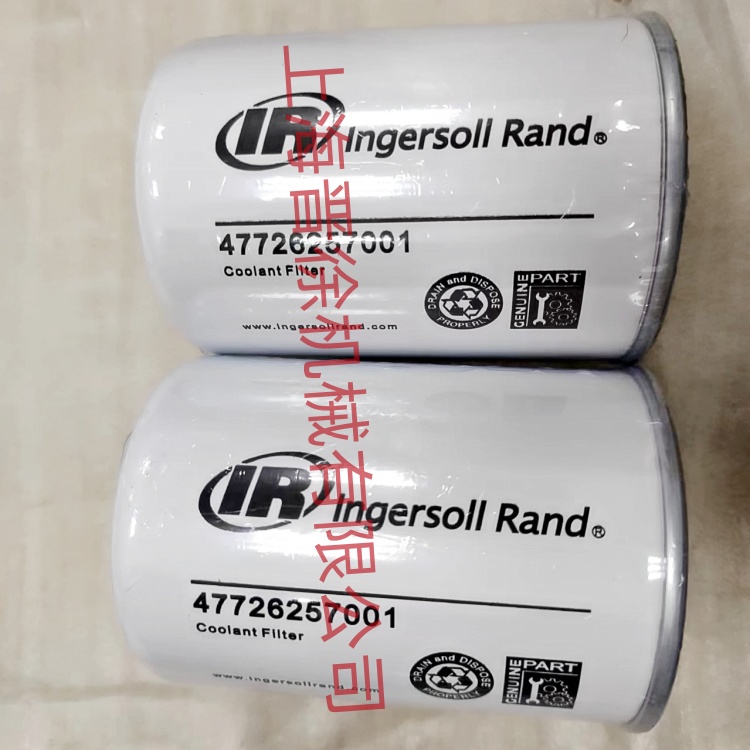 IR Ingersoll Rand®
47726257001
Coolant Filter
www.ingersollrand.com
DRAIN and DISPOSE PROPERLY
GENUINE PART
IR Ingersoll Rand®
47726257001
Coolant Filter
www.ingersollrand.com
DRAIN and DISPOSE PROPERLY
GENUINE PART
上海晋徐机械有限公司